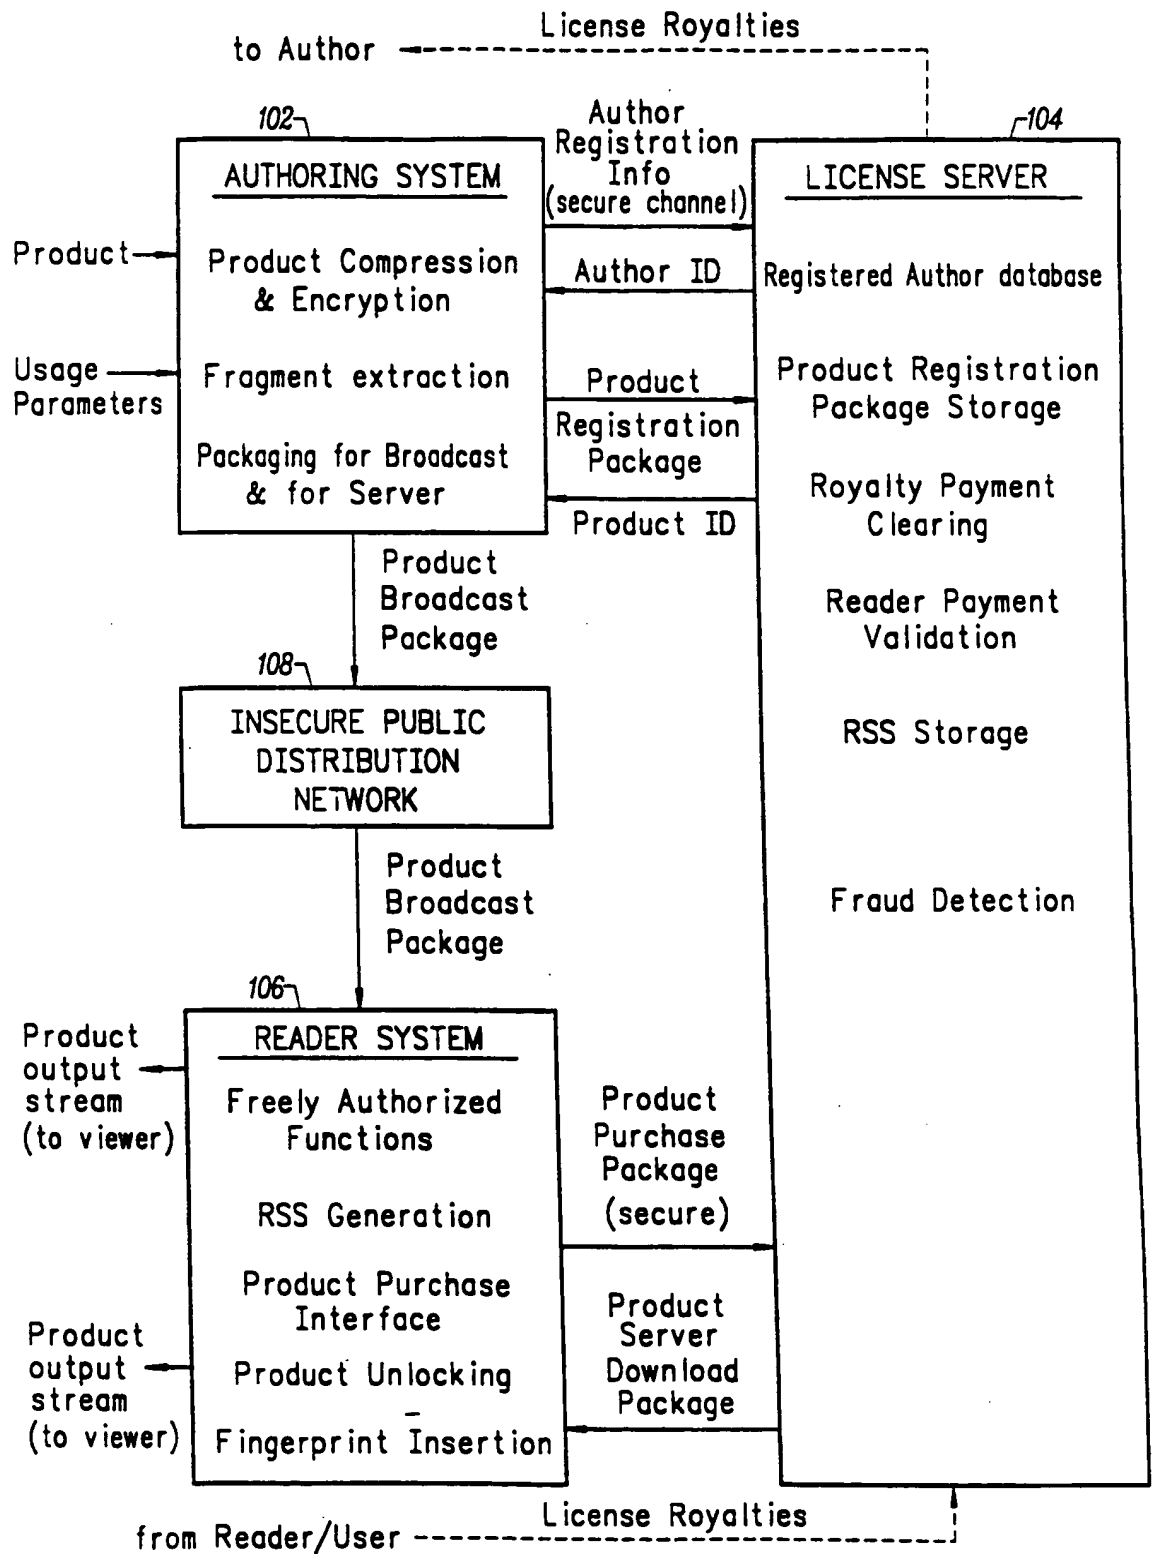 License Royalties
to Author
102
104
Author
Registration
Info
(secure channel)
AUTHORING SYSTEM
LICENSE SERVER
Product
Product Compression
& Encryption
Author ID
Registered Author database
Usage
Parameters
Fragment extraction
Product
Registration
Package
Product Registration
Package Storage
Packaging for Broadcast
& for Server
Product ID
Royalty Payment
Clearing
Product
Broadcast
Package
Reader Payment
Validation
108
INSECURE PUBLIC
DISTRIBUTION
NETWORK
RSS Storage
Product
Broadcast
Package
Fraud Detection
106
READER SYSTEM
Product
output
stream
(to viewer)
Freely Authorized
Functions
Product
Purchase
Package
(secure)
RSS Generation
Product Purchase
Interface
Product
Server
Download
Package
Product
output
stream
(to viewer)
Product Unlocking
Fingerprint Insertion
License Royalties
from Reader/User